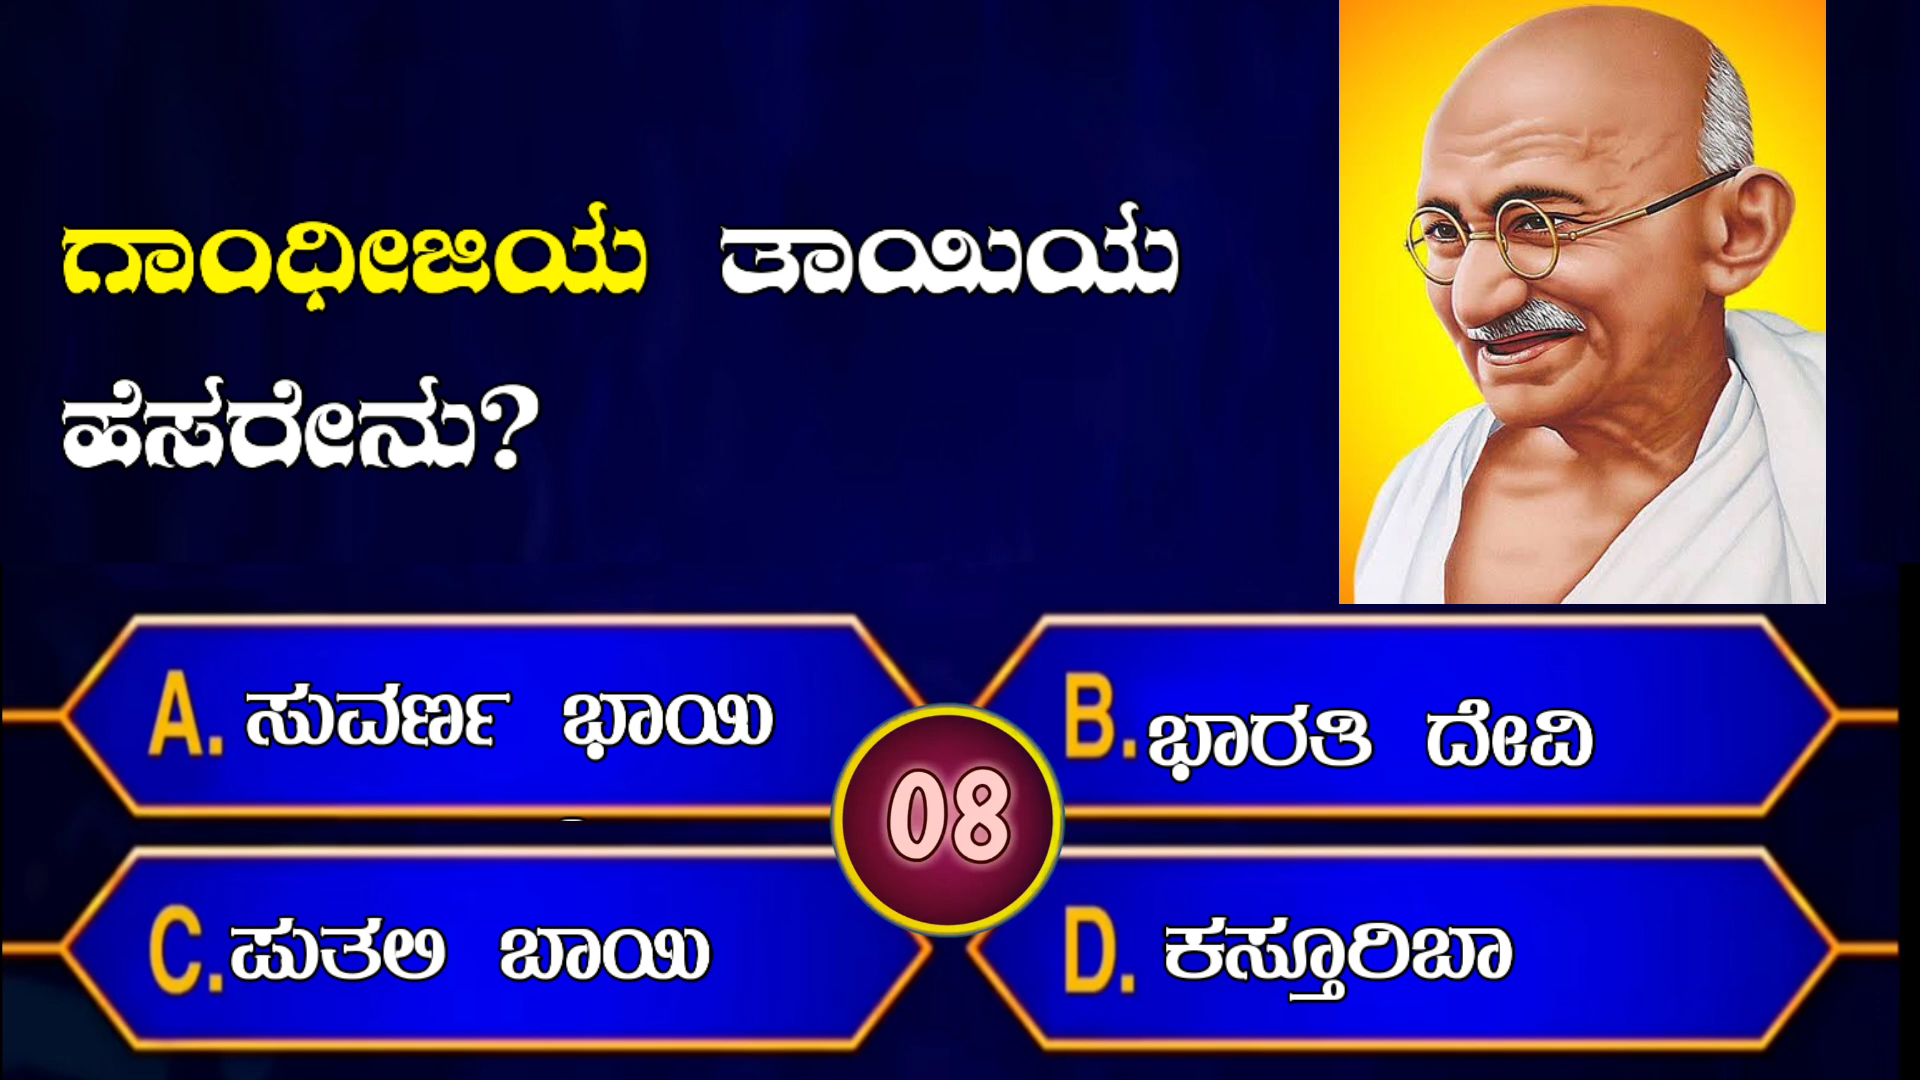 ಗಾಂಧೀಜಿಯ ತಾಯಿಯ
ಹೆಸರೇನು?
A. ಸುವರ್ಣ ಭಾಯಿ
B. ಭಾರತಿ ದೇವಿ
08
C. ಪುತಲಿ ಬಾಯಿ
D. ಕಸ್ತೂರಿಬಾ